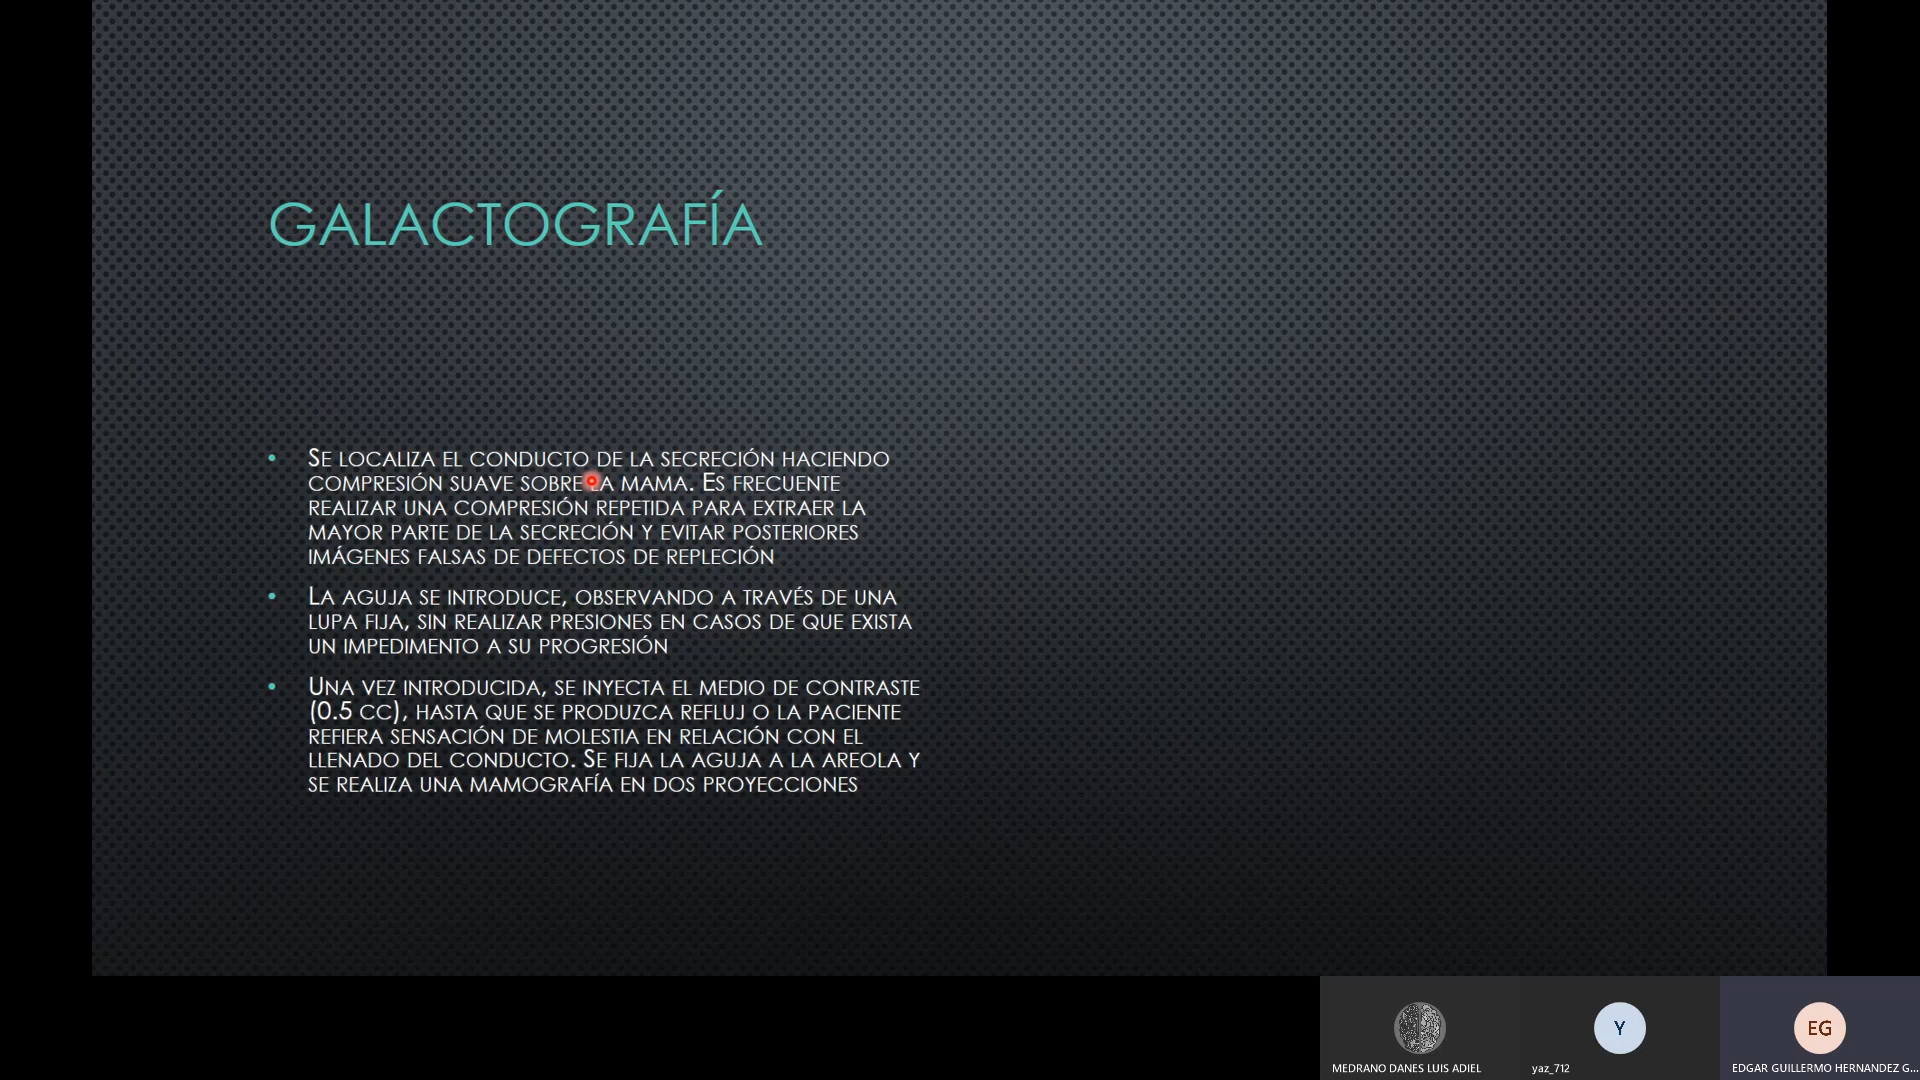 GALACTOGRAFÍA
• SE LOCALIZA EL CONDUCTO DE LA SECRECIÓN HACIENDO
COMPRESIÓN SUAVE SOBRE LA MAMA. ES FRECUENTE
REALIZAR UNA COMPRESIÓN REPETIDA PARA EXTRAER LA
MAYOR PARTE DE LA SECRECIÓN Y EVITAR POSTERIORES
IMÁGENES FALSAS DE DEFECTOS DE REPLECIÓN
• LA AGUJA SE INTRODUCE, OBSERVANDO A TRAVÉS DE UNA
LUPA FIJA, SIN REALIZAR PRESIONES EN CASOS DE QUE EXISTA
UN IMPEDIMENTO A SU PROGRESIÓN
• UNA VEZ INTRODUCIDA, SE INYECTA EL MEDIO DE CONTRASTE
(0.5 CC), HASTA QUE SE PRODUZCA REFLUJ O LA PACIENTE
REFIERA SENSACIÓN DE MOLESTIA EN RELACIÓN CON EL
LLENADO DEL CONDUCTO. SE FIJA LA AGUJA A LA AREOLA Y
SE REALIZA UNA MAMOGRAFÍA EN DOS PROYECCIONES
Y
EG
MEDRANO DANES LUIS ADIEL
yaz_712
EDGAR GUILLERMO HERNANDEZ G...